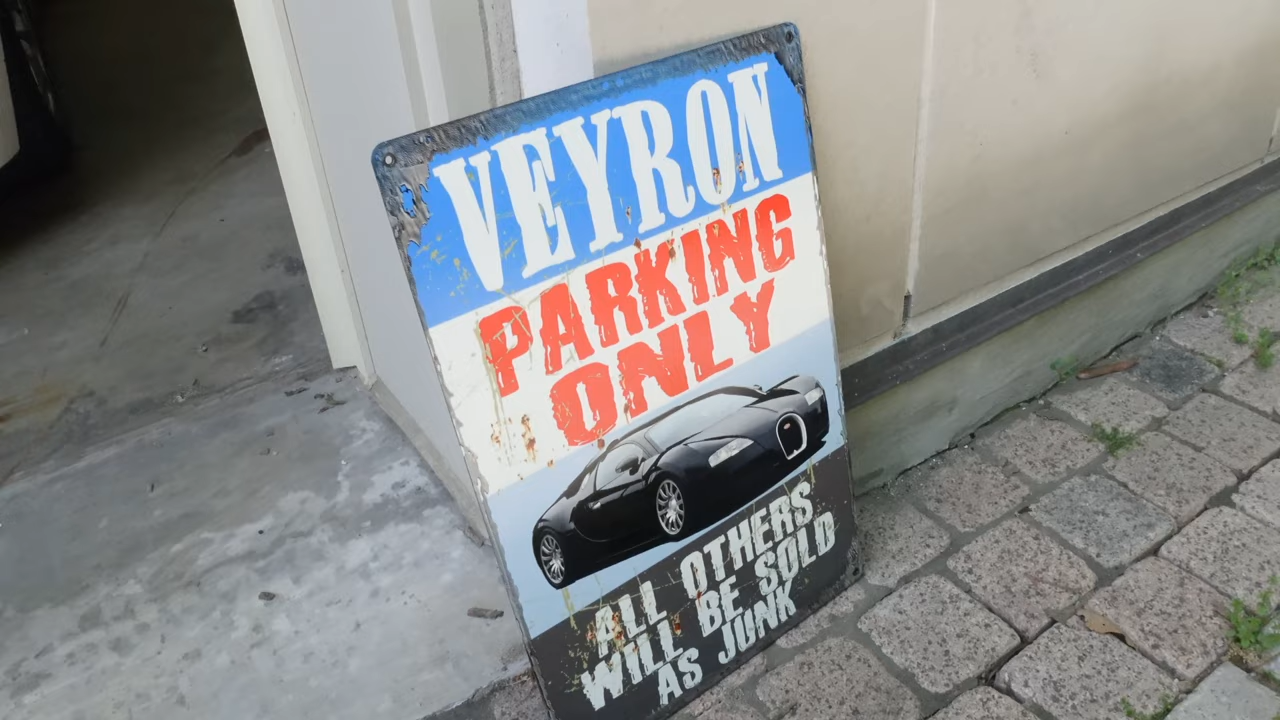 VEYRON
PARKING
ONLY
ALL OTHERS
WILL BE SOLD
AS JUNK